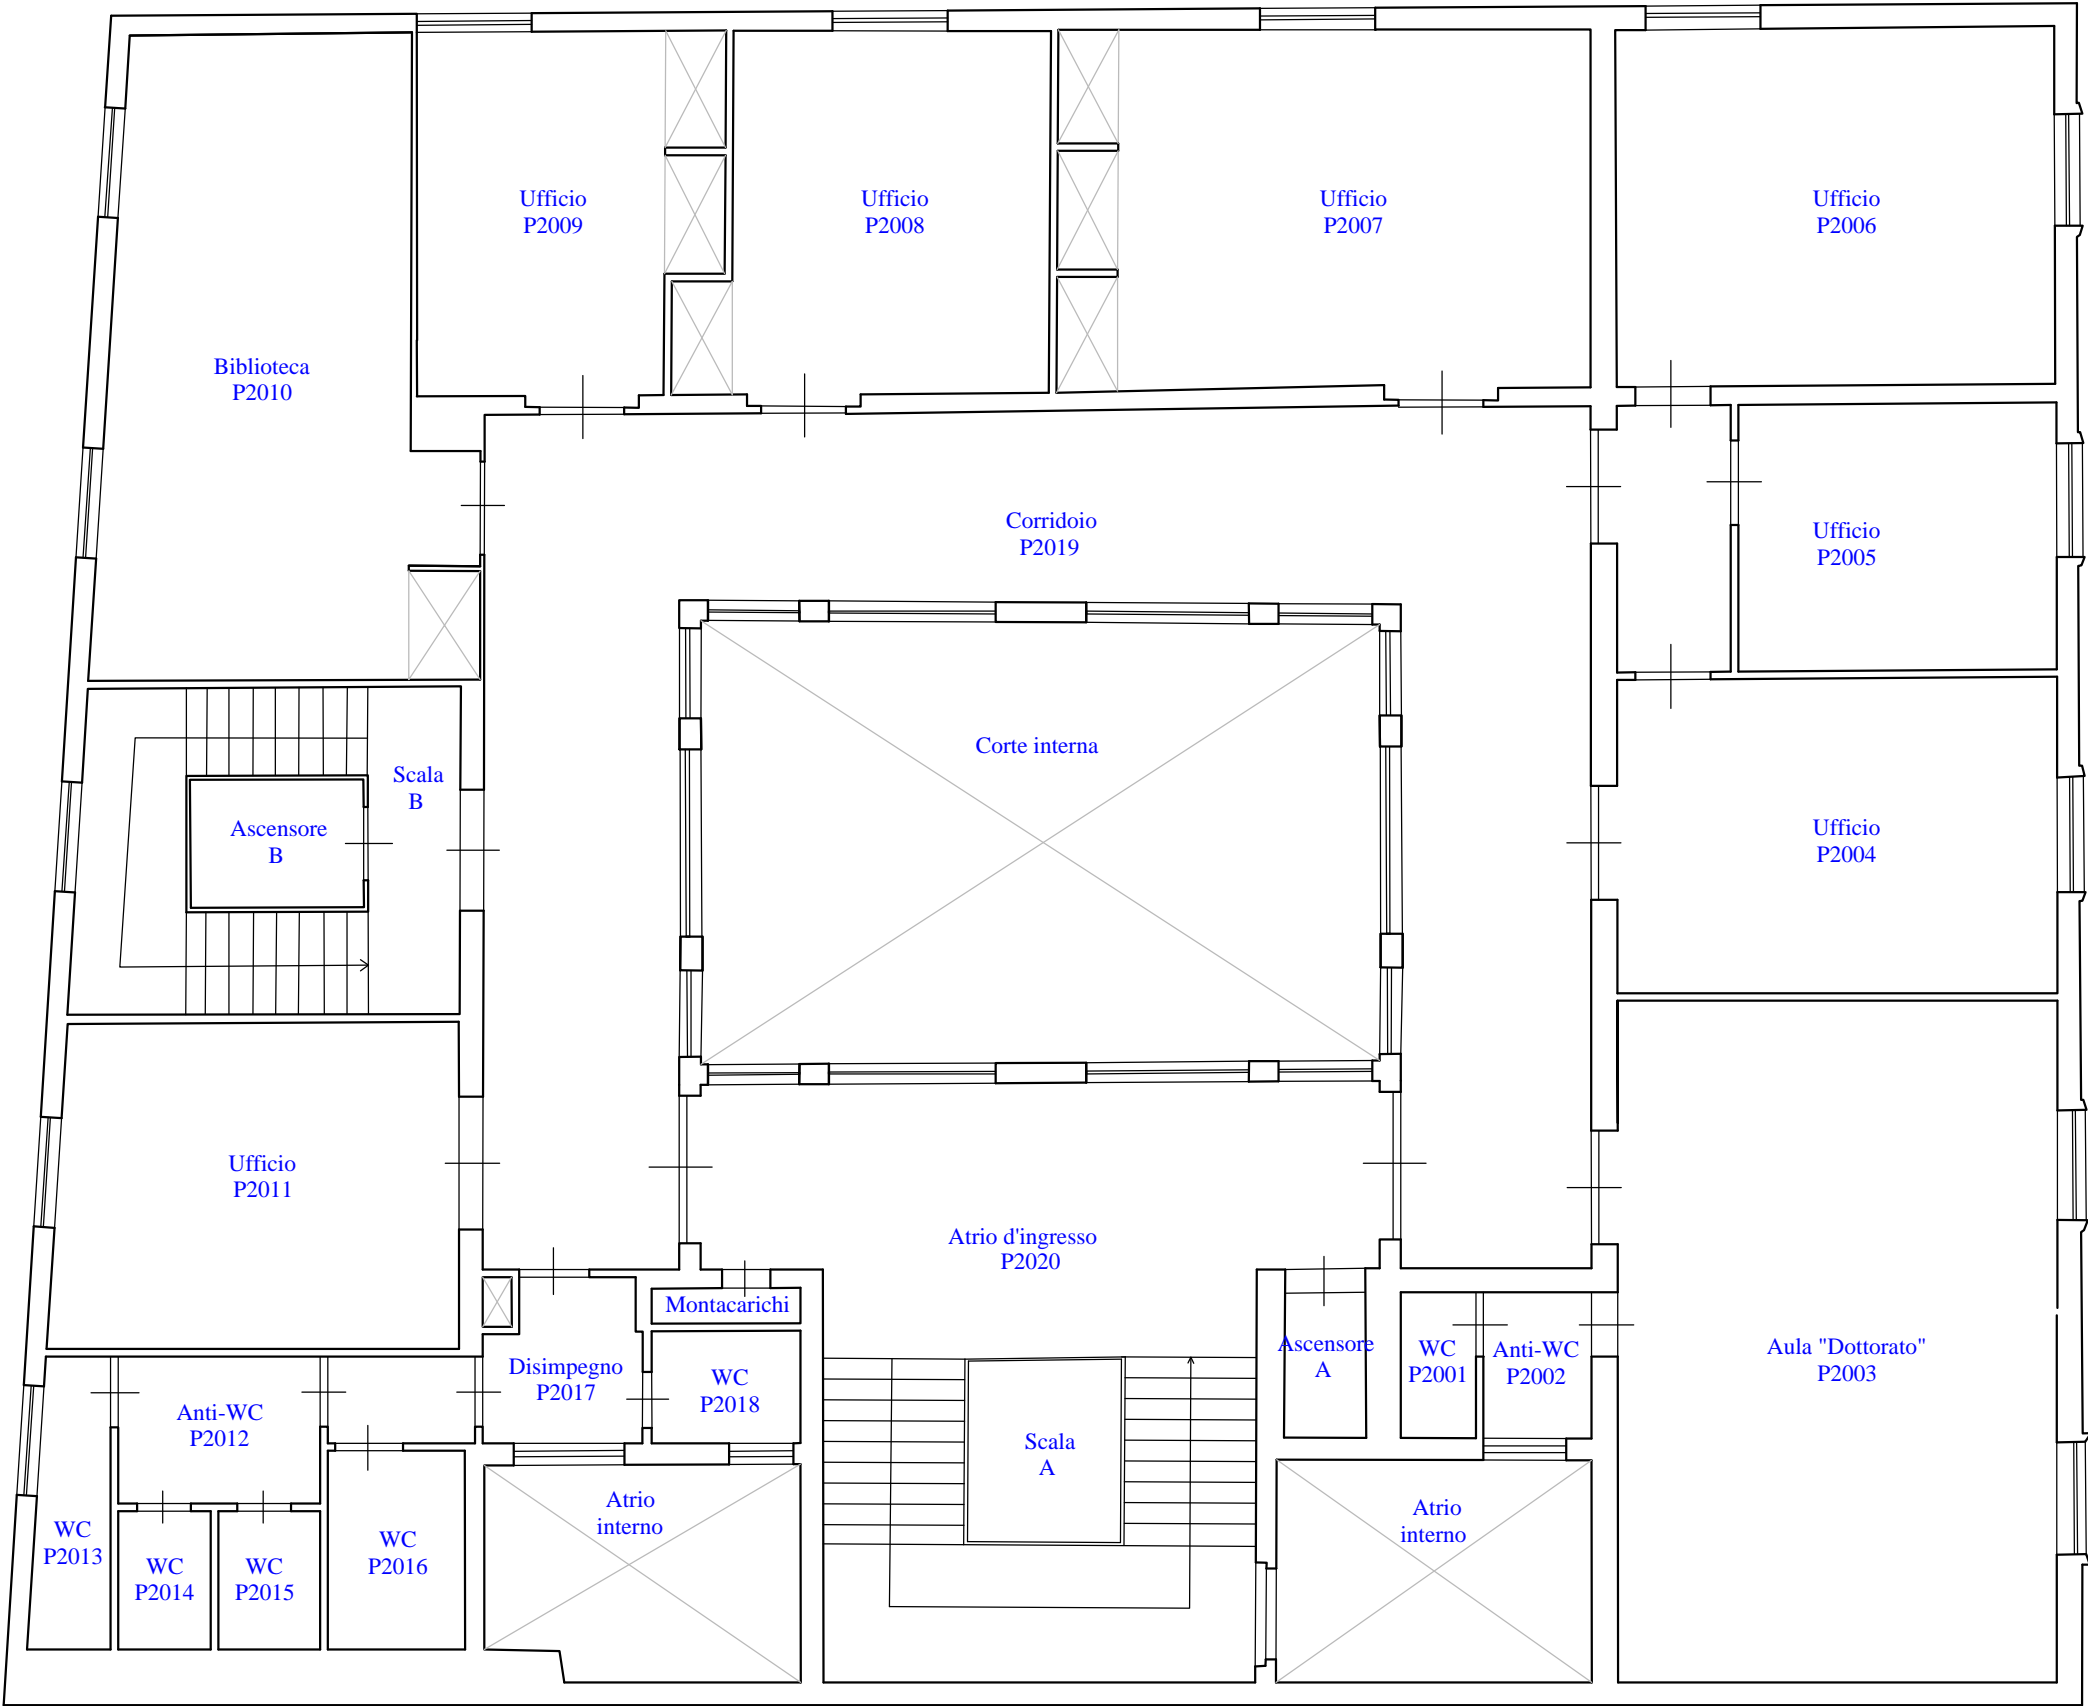 Ufficio
P2009
Ufficio
P2008
Ufficio
P2007
Ufficio
P2006
Biblioteca
P2010
Corridoio
P2019
Ufficio
P2005
Corte interna
Scala
B
Ascensore
B
Ufficio
P2004
Ufficio
P2011
Atrio d'ingresso
P2020
Montacarichi
Disimpegno
P2017
WC
P2018
Ascensore
A
WC
P2001
Anti-WC
P2002
Aula "Dottorato"
P2003
Anti-WC
P2012
Scala
A
Atrio
interno
Atrio
interno
WC
P2013
WC
P2014
WC
P2015
WC
P2016